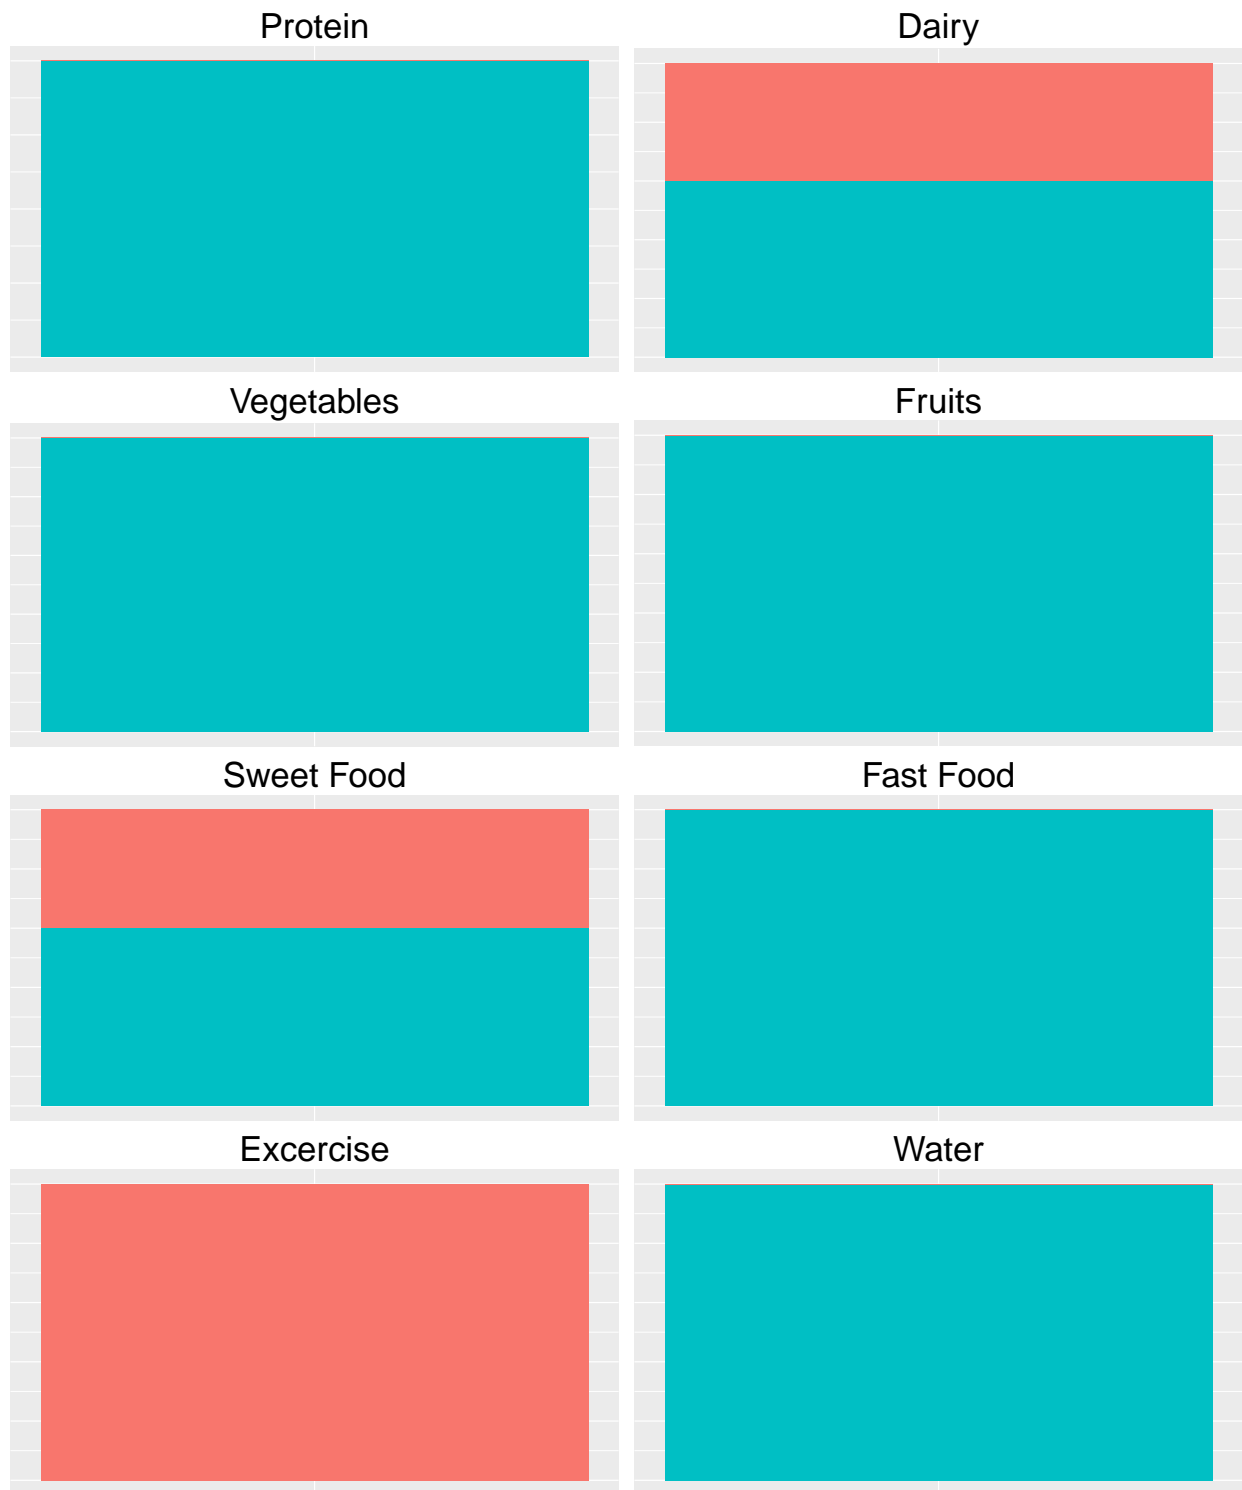 Protein
Dairy
Vegetables
Fruits
Sweet Food
Fast Food
Excercise
Water